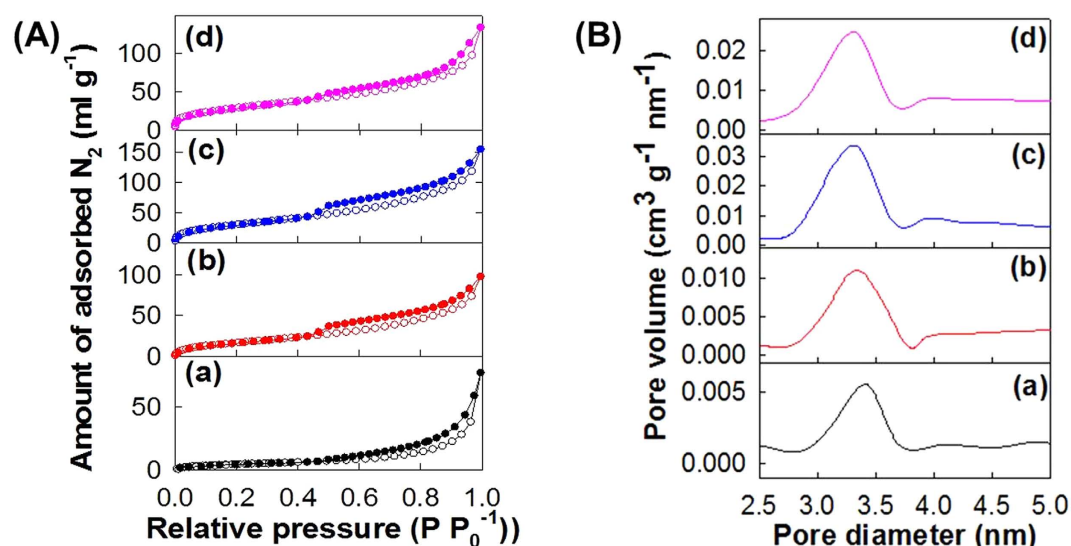 (A)
Amount of adsorbed N₂ (ml g⁻¹)
(d)
100
50
0
(c)
150
100
50
0
(b)
100
50
0
(a)
50
0
0.0 0.2 0.4 0.6 0.8 1.0
Relative pressure (P P₀⁻¹))
(B)
Pore volume (cm³ g⁻¹ nm⁻¹)
(d)
0.02
0.01
0.00
(c)
0.03
0.02
0.01
0.00
(b)
0.010
0.005
0.000
(a)
0.005
0.000
2.5 3.0 3.5 4.0 4.5 5.0
Pore diameter (nm)